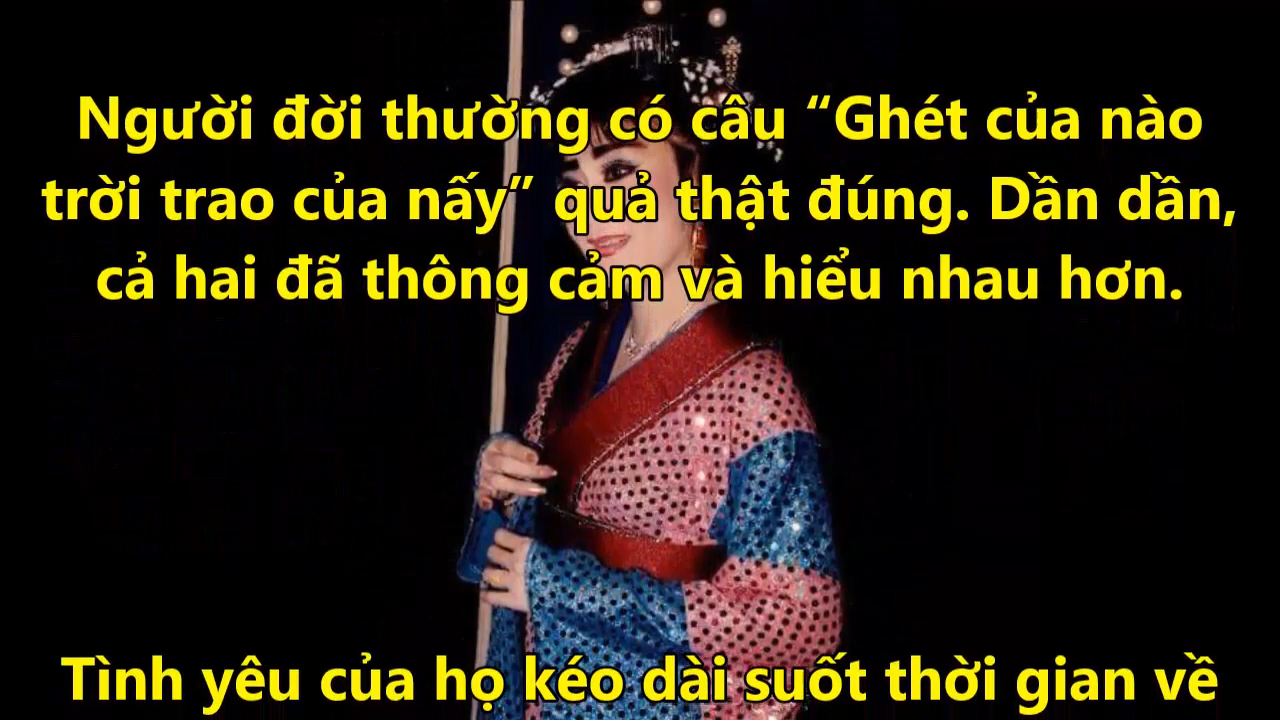 Người đời thường có câu “Ghét của nào
trời trao của nấy” quả thật đúng. Dần dần,
cả hai đã thông cảm và hiểu nhau hơn.
Tình yêu của họ kéo dài suốt thời gian về